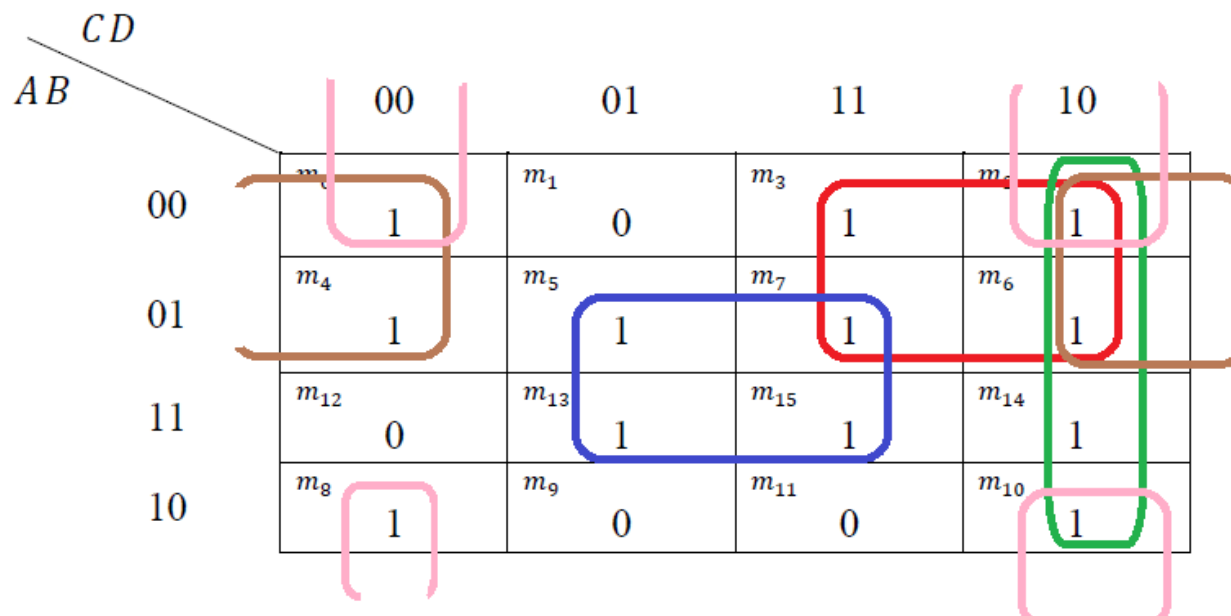 CD
AB
00 01 11 10
m₁ m₃
00 1 0 1 1
m₄ m₅ m₇ m₆
01 1 1 1 1
m₁₂ m₁₃ m₁₅ m₁₄
11 0 1 1 1
m₈ m₉ m₁₁ m₁₀
10 1 0 0 1